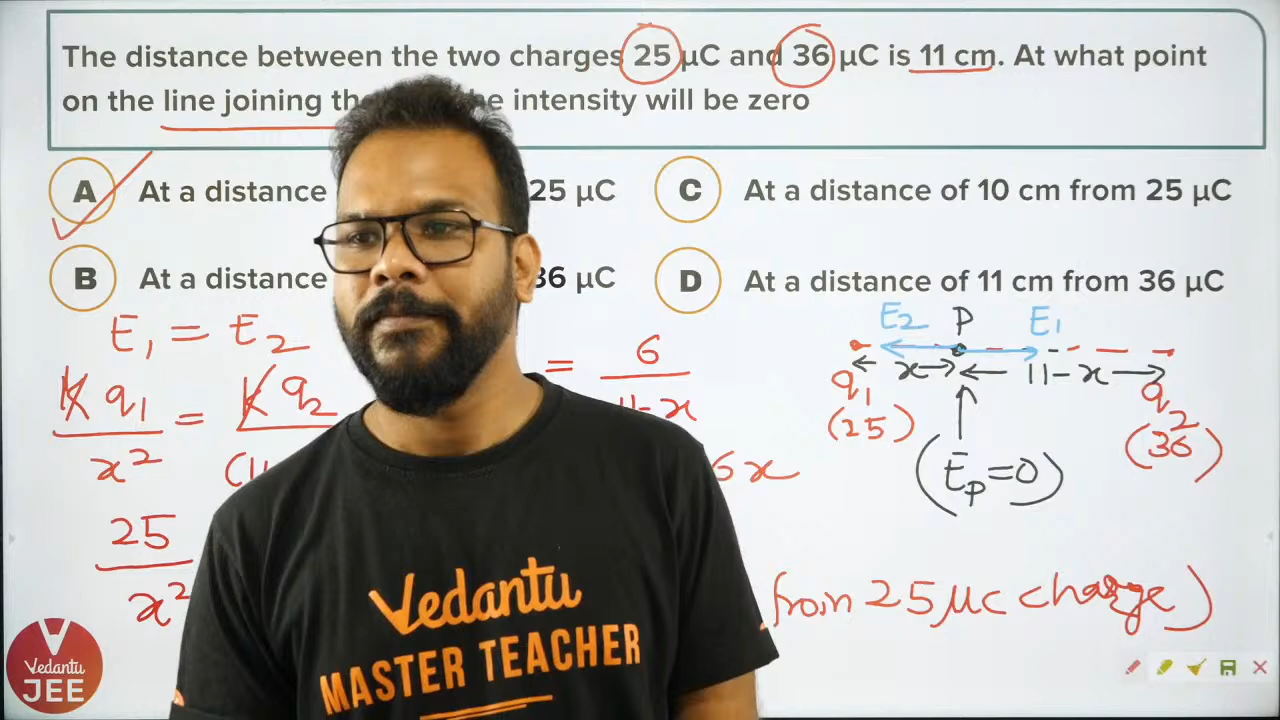 The distance between the two charges 25 μC and 36 μC is 11 cm. At what point
on the line joining the intensity will be zero
A At a distance 25 μC
B At a distance 36 μC
C At a distance of 10 cm from 25 μC
D At a distance of 11 cm from 36 μC
E₁ = E₂
K q₁ = K q₂
x²
25
x²
= 6
11-x
6x
E₂ P E₁
x 11-x
q₁ q₂
(25) (36)
(Eₚ=0)
from 25 μc charge)
Vedantu
MASTER TEACHER
Vedantu
JEE